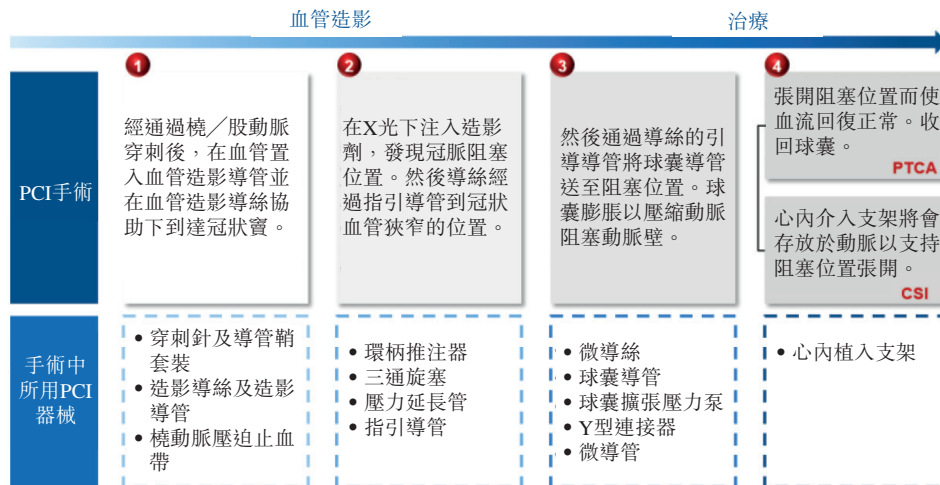 血管造影
治療
PCI手術
1
經通過橈／股動脈
穿刺後，在血管置
入血管造影導管並
在血管造影導絲協
助下到達冠狀竇。
2
在X光下注入造影
劑，發現冠脈阻塞
位置。然後導絲經
過指引導管到冠狀
血管狹窄的位置。
3
然後通過導絲的引
導導管將球囊導管
送至阻塞位置。球
囊膨脹以壓縮動脈
阻塞動脈壁。
4
張開阻塞位置而使
血流回復正常。收
回球囊。
PTCA
心內介入支架將會
存放於動脈以支持
阻塞位置張開。
CSI
手術中
所用PCI
器械
• 穿刺針及導管鞘
套裝
• 造影導絲及造影
導管
• 橈動脈壓迫止血
帶
• 環柄推注器
• 三通旋塞
• 壓力延長管
• 指引導管
• 微導絲
• 球囊導管
• 球囊擴張壓力泵
• Y型連接器
• 微導管
• 心內植入支架